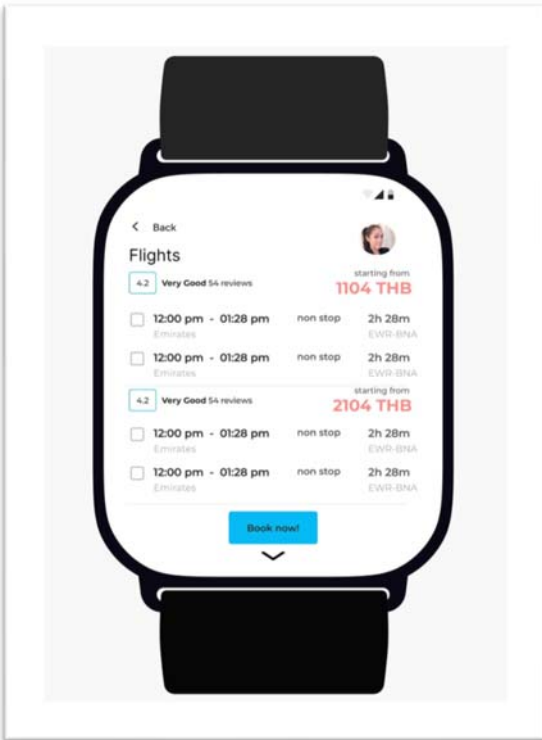 Back
Flights
4.2 Very Good 54 reviews
starting from
1104 THB
12:00 pm - 01:28 pm non stop 2h 28m
Emirates EWR-BNA
12:00 pm - 01:28 pm non stop 2h 28m
Emirates EWR-BNA
4.2 Very Good 54 reviews
starting from
2104 THB
12:00 pm - 01:28 pm non stop 2h 28m
Emirates EWR-BNA
12:00 pm - 01:28 pm non stop 2h 28m
Emirates EWR-BNA
Book now!